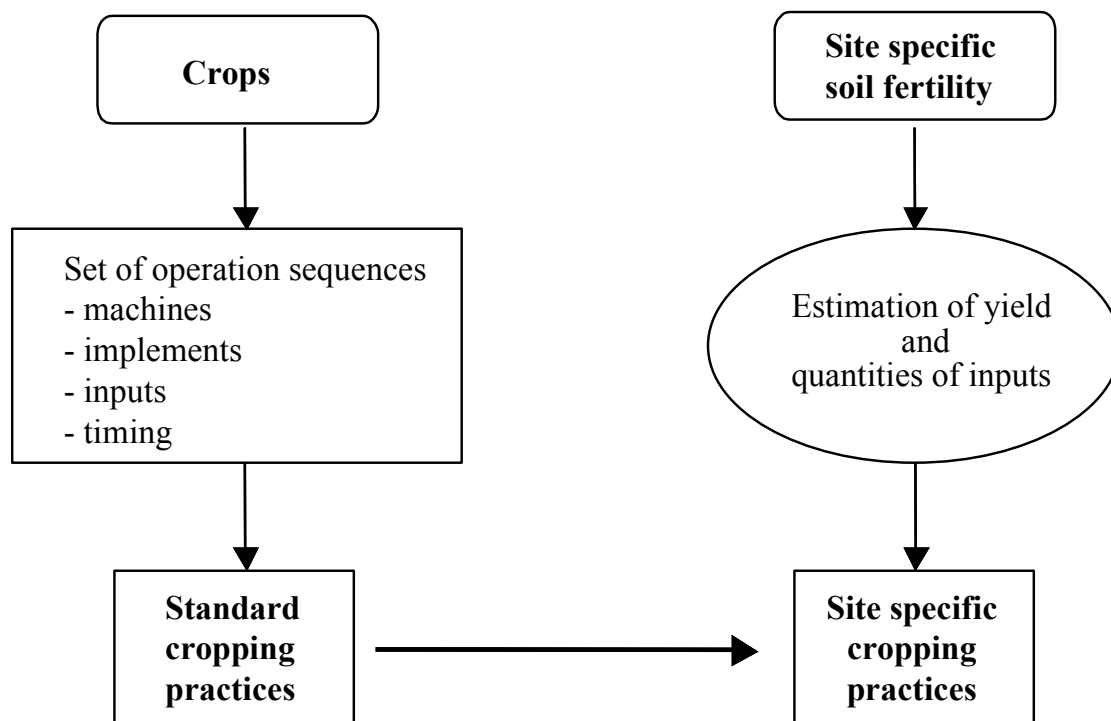 Crops
Site specific
soil fertility
Set of operation sequences
- machines
- implements
- inputs
- timing
Estimation of yield
and
quantities of inputs
Standard
cropping
practices
Site specific
cropping
practices